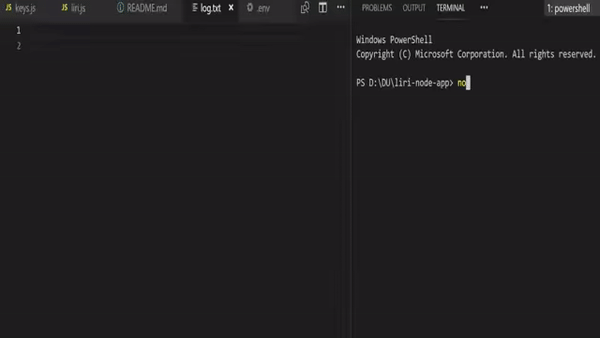 JS keys.js JS liri.js README.md log.txt × .env ••• PROBLEMS OUTPUT TERMINAL ••• 1: powershell
1
2
Windows PowerShell
Copyright (C) Microsoft Corporation. All rights reserved.
PS D:\DU\liri-node-app> no